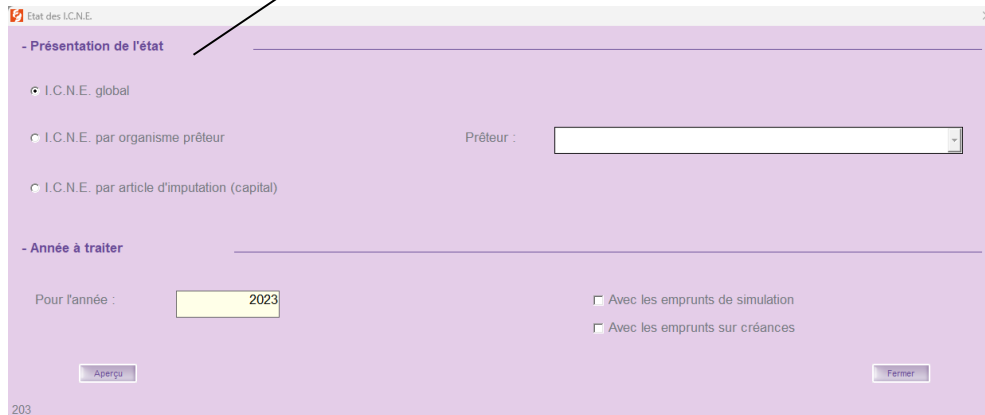 Etat des I.C.N.E.
- Présentation de l'état
I.C.N.E. global
I.C.N.E. par organisme prêteur Prêteur :
I.C.N.E. par article d'imputation (capital)
- Année à traiter
Pour l'année : 2023 Avec les emprunts de simulation
Avec les emprunts sur créances
Aperçu Fermer
203